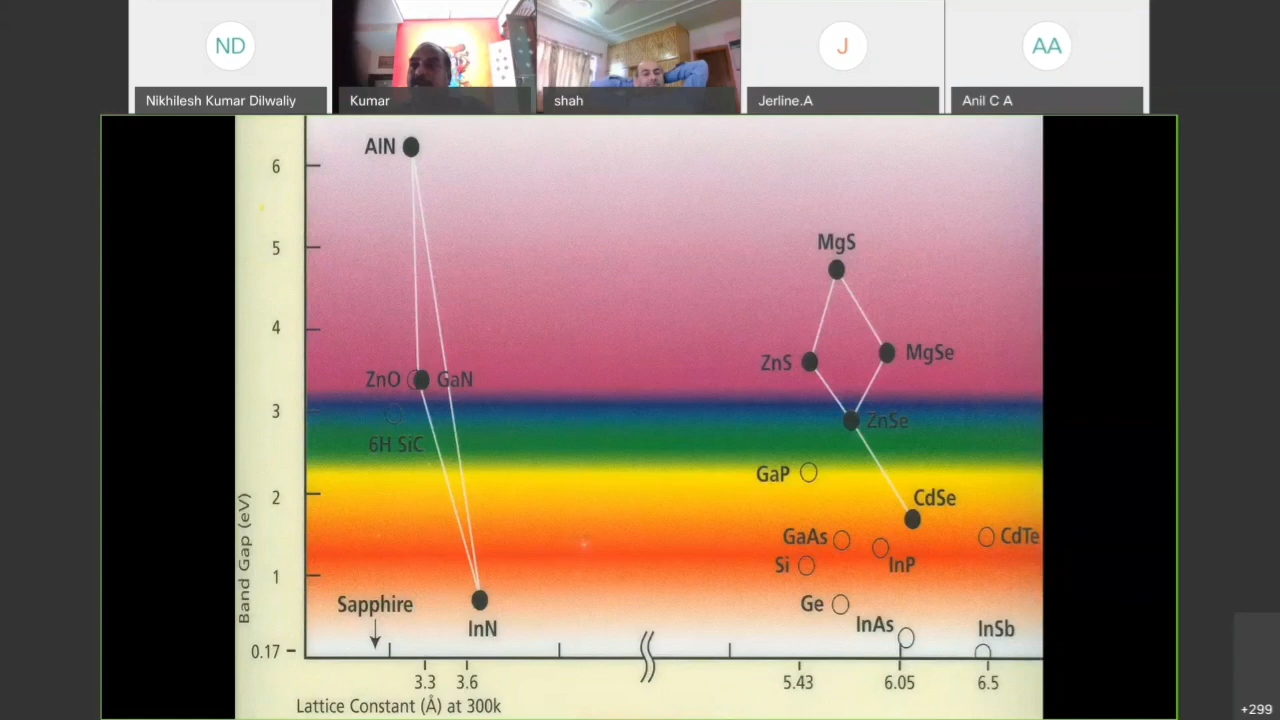 ND
J
AA
Nikhilesh Kumar Dilwaliy
Kumar
shah
Jerline.A
Anil C A
AlN
6
5
MgS
4
ZnS
MgSe
ZnO
GaN
3
6H SiC
ZnSe
GaP
2
CdSe
GaAs
CdTe
Si
InP
1
Ge
Sapphire
InAs
InN
InSb
0.17
Band Gap (eV)
3.3
3.6
5.43
6.05
6.5
Lattice Constant (Å) at 300k
+299